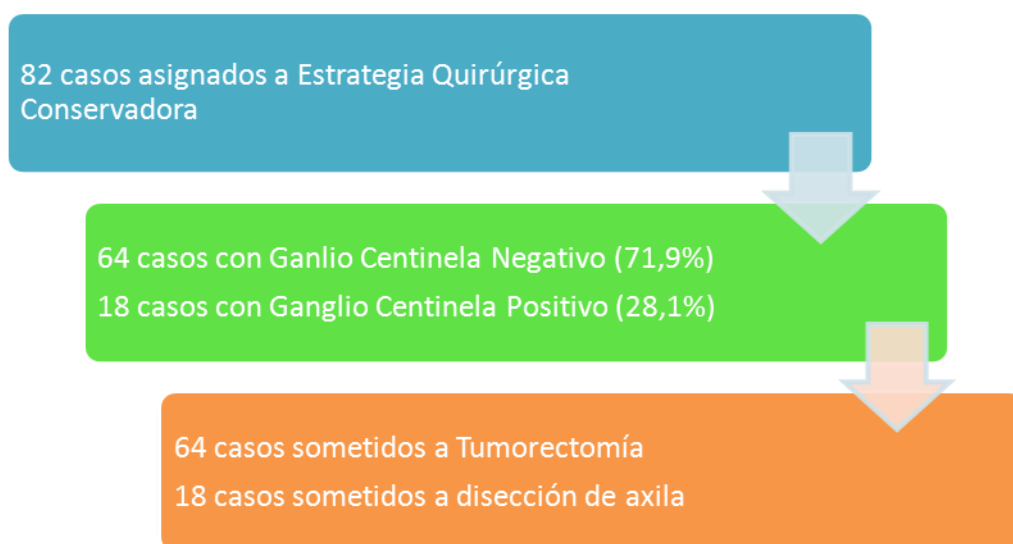 82 casos asignados a Estrategia Quirúrgica
Conservadora
64 casos con Ganlio Centinela Negativo (71,9%)
18 casos con Ganglio Centinela Positivo (28,1%)
64 casos sometidos a Tumorectomía
18 casos sometidos a disección de axila